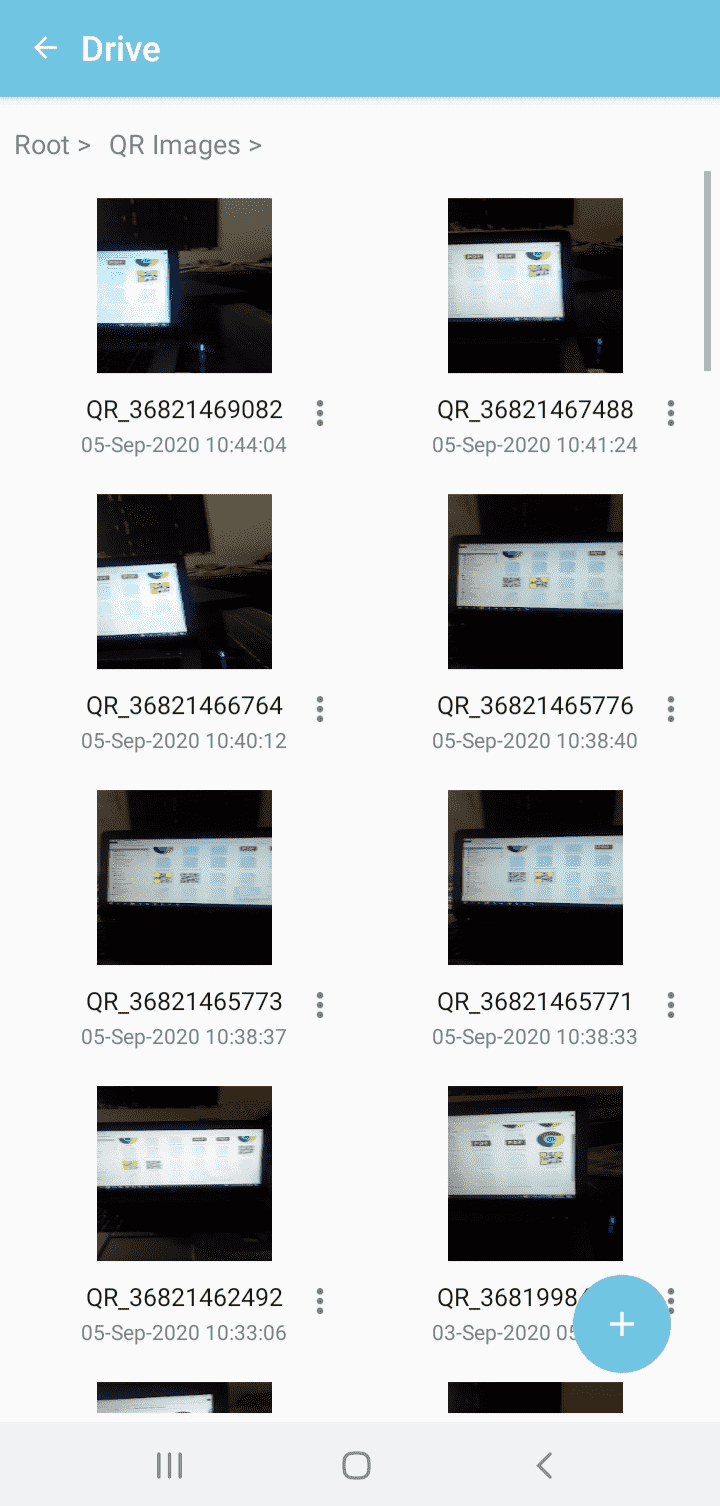 Drive
Root > QR Images >
QR_36821469082
05-Sep-2020 10:44:04
QR_36821467488
05-Sep-2020 10:41:24
QR_36821466764
05-Sep-2020 10:40:12
QR_36821465776
05-Sep-2020 10:38:40
QR_36821465773
05-Sep-2020 10:38:37
QR_36821465771
05-Sep-2020 10:38:33
QR_36821462492
05-Sep-2020 10:33:06
QR_3681998
03-Sep-2020 05